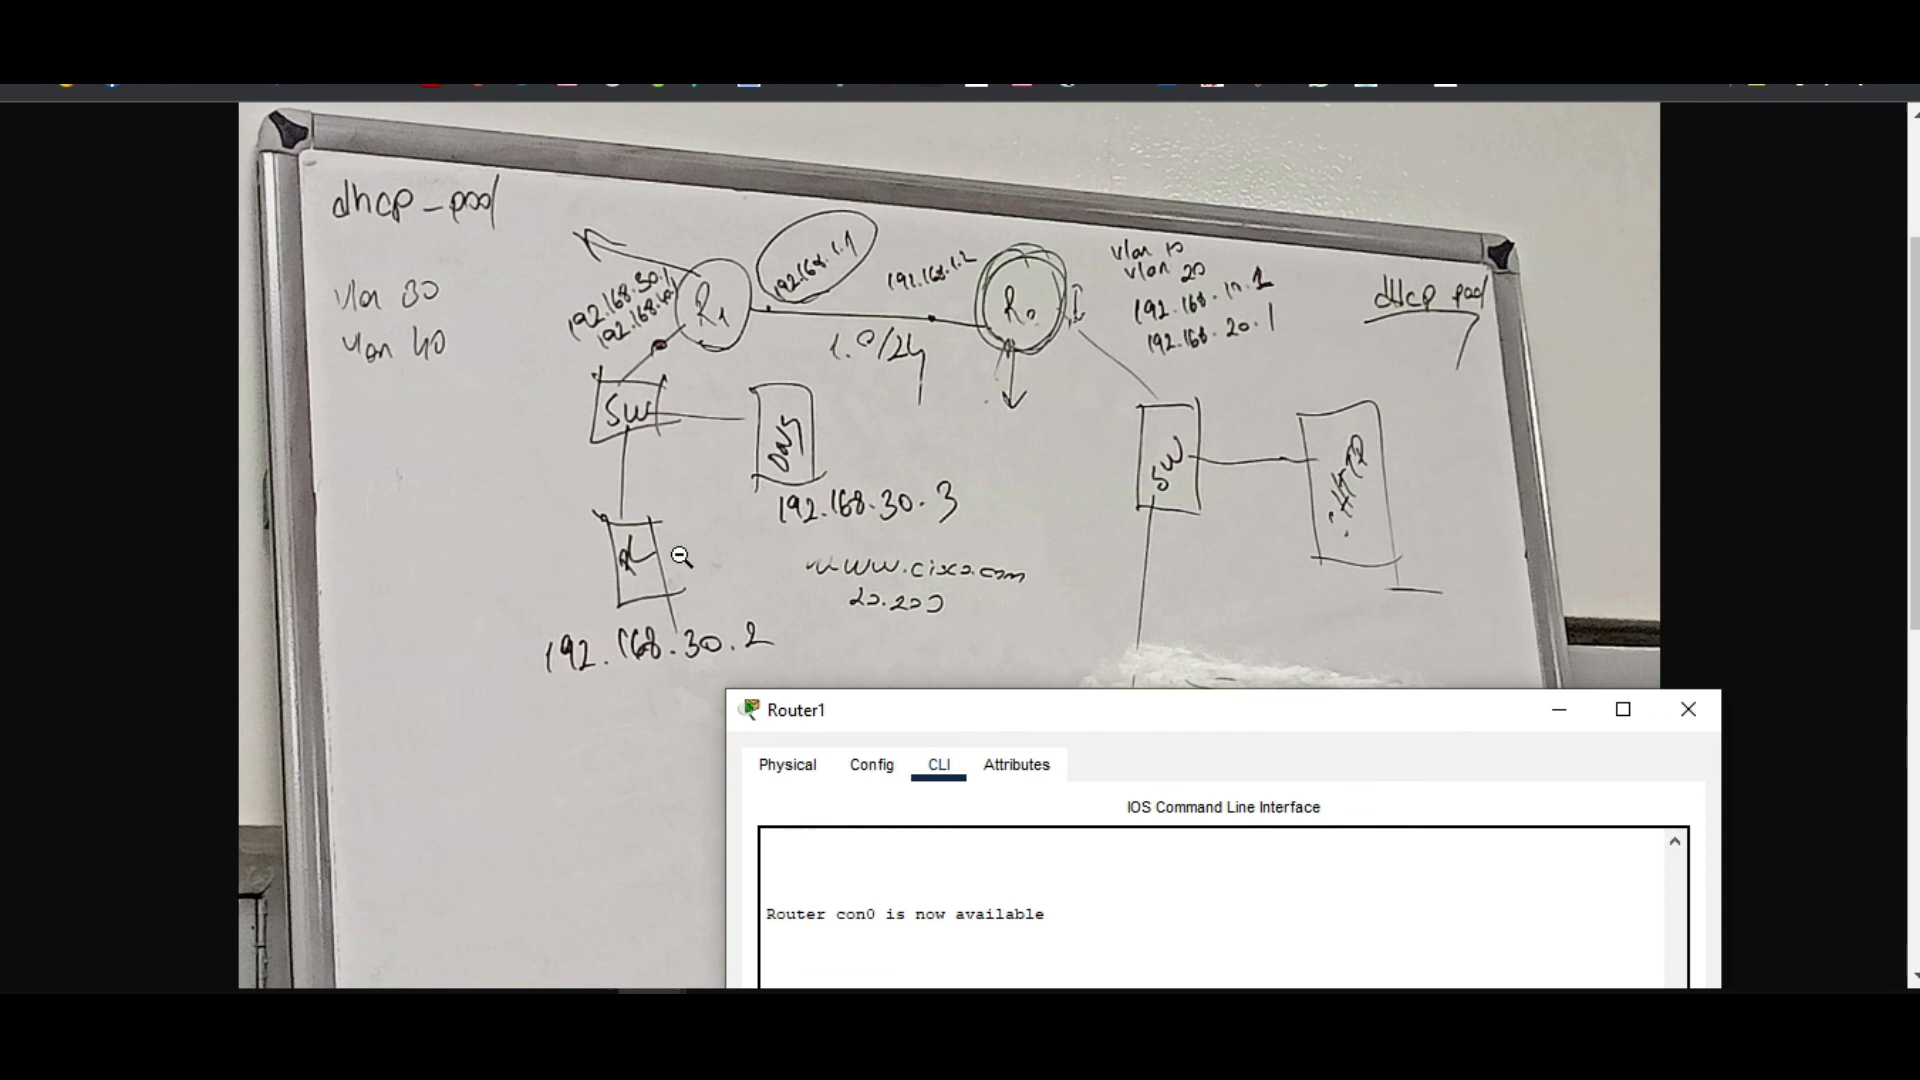 dhcp_pool
vlan 30
vlan 40
192.168.30.1
192.168.40.1
R1
192.168.1.1
192.168.1.2
R0
1.0/24
vlan 10
vlan 20
192.168.10.1
192.168.20.1
dHcp pool
SW
DNS
192.168.30.3
PC
192.168.30.2
www.cisco.com
20.200
SW
HTTP
Router1
Physical Config CLI Attributes
IOS Command Line Interface
Router con0 is now available